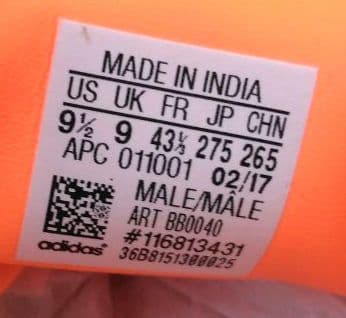 MADE IN INDIA
US UK FR JP CHN
9½ 9 43⅓ 275 265
APC 011001 02/17
MALE/MÂLE
ART BB0040
#116813431
adidas 36B8151300025